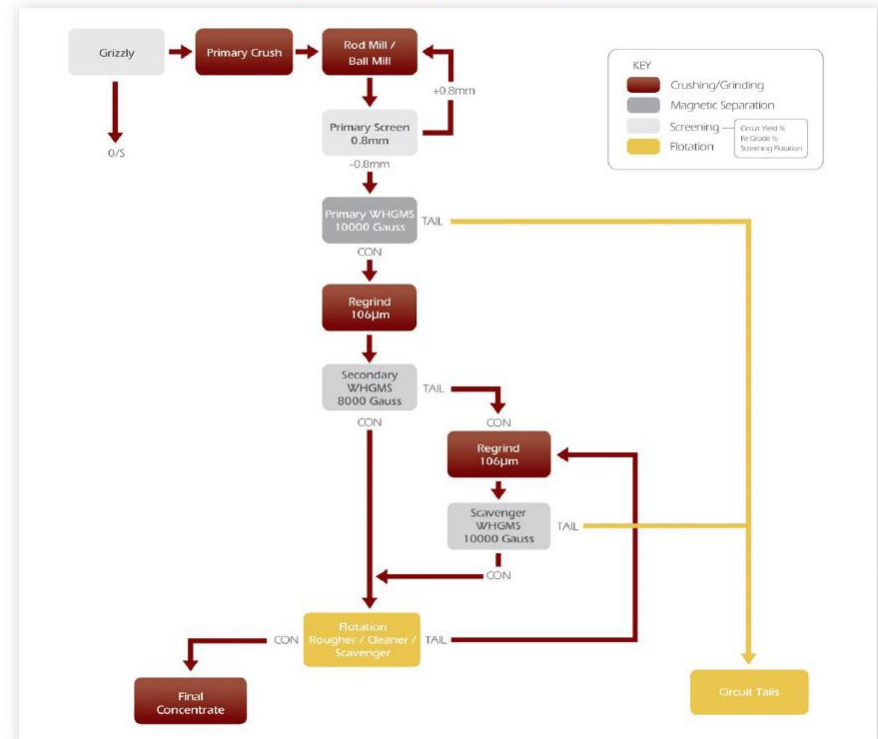 Grizzly
Primary Crush
Rod Mill /
Ball Mill
+0.8mm
O/S
Primary Screen
0.8mm
-0.8mm
KEY
Crushing/Grinding
Magnetic Separation
Screening
Flotation
Circuit Yield %
Fe Grade %
Screening Flotation
Primary WHGMS
10000 Gauss
TAIL
CON
Regrind
106µm
Secondary
WHGMS
8000 Gauss
TAIL
CON
CON
Regrind
106µm
Scavenger
WHGMS
10000 Gauss
TAIL
CON
Flotation
Rougher / Cleaner /
Scavenger
CON
TAIL
Final
Concentrate
Circuit Tails